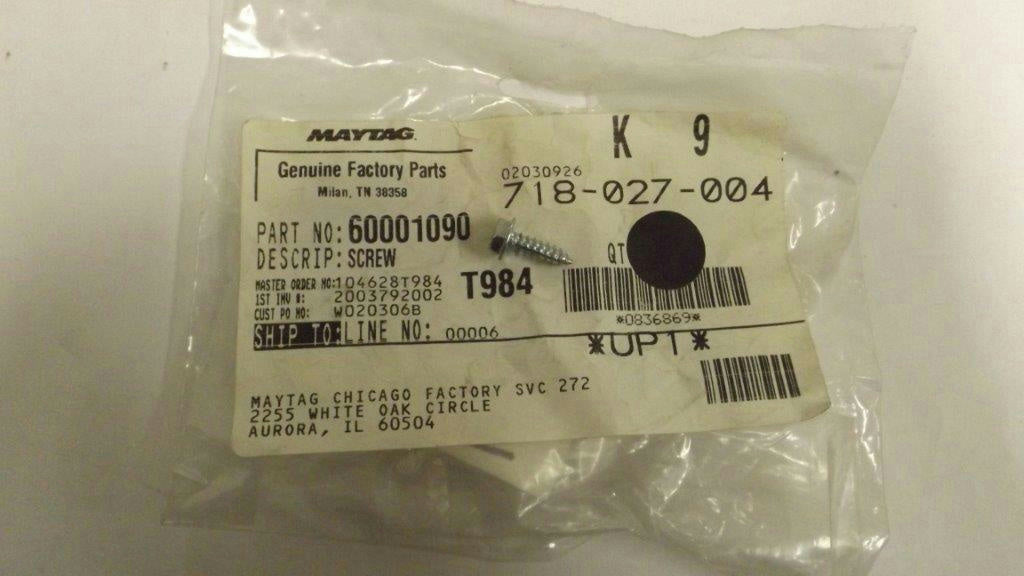 MAYTAG
Genuine Factory Parts
Milan, TN 38358
K 9
02030926
718-027-004
PART NO: 60001090
DESCRIP: SCREW
QT
MASTER ORDER NO: 104628T984
1ST INV #: 2003792002
CUST PO NO: W020306B
T984
*0836869*
SHIP TO: LINE NO: 00006
*UP1*
MAYTAG CHICAGO FACTORY SVC 272
2255 WHITE OAK CIRCLE
AURORA, IL 60504